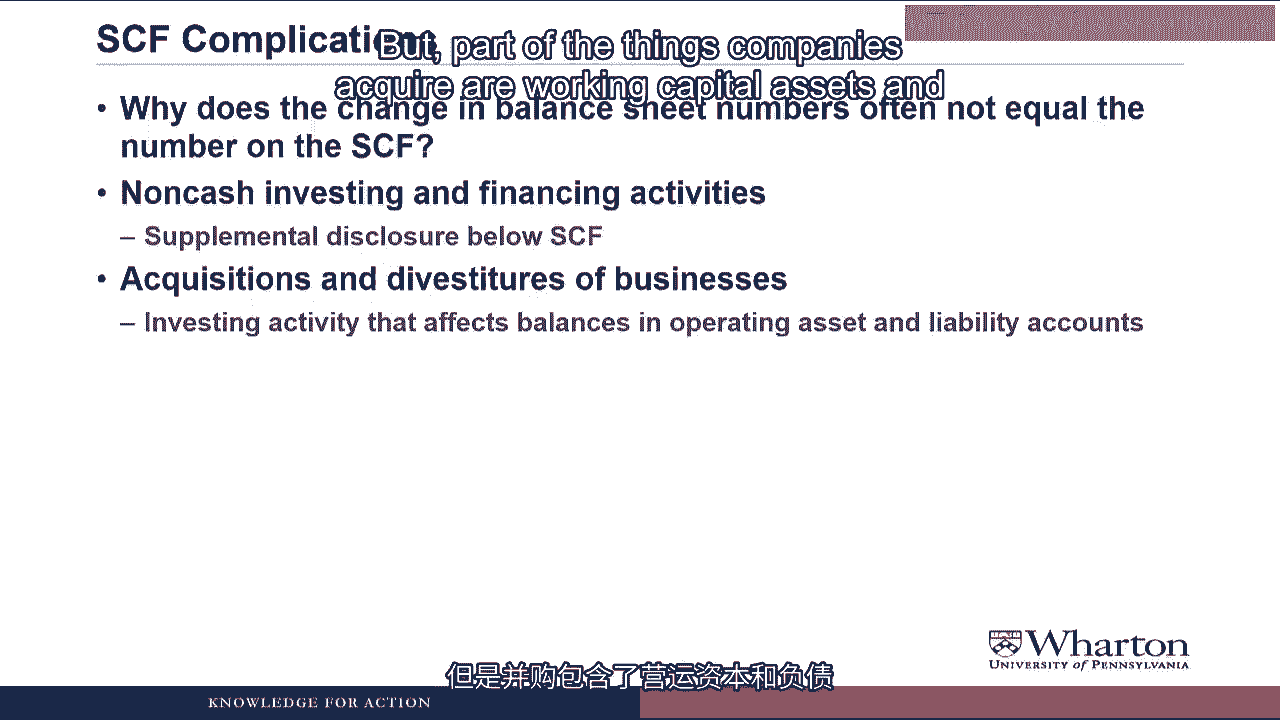 SCF Complications
But, part of the things companies
acquire are working capital assets and
• Why does the change in balance sheet numbers often not equal the
number on the SCF?
• Noncash investing and financing activities
– Supplemental disclosure below SCF
• Acquisitions and divestitures of businesses
– Investing activity that affects balances in operating asset and liability accounts
Wharton
UNIVERSITY of PENNSYLVANIA
但是并购包含了营运资本和负债
KNOWLEDGE FOR ACTION